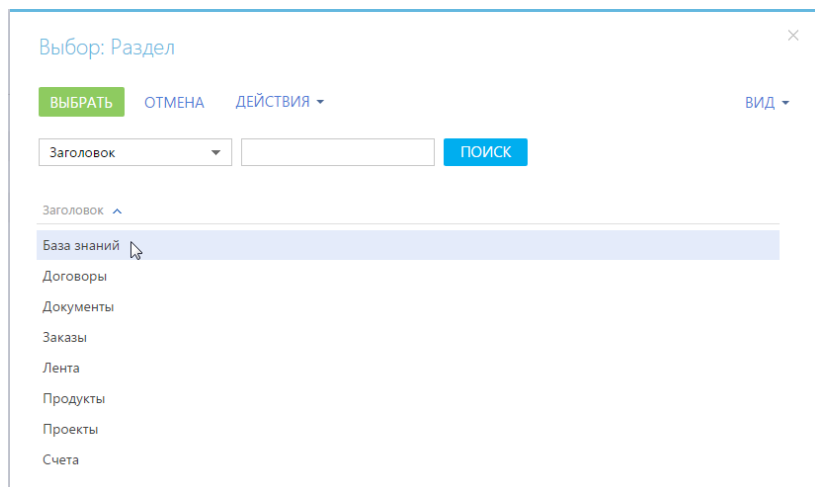 Выбор: Раздел
ВЫБРАТЬ ОТМЕНА ДЕЙСТВИЯ ВИД
Заголовок ПОИСК
Заголовок
База знаний
Договоры
Документы
Заказы
Лента
Продукты
Проекты
Счета